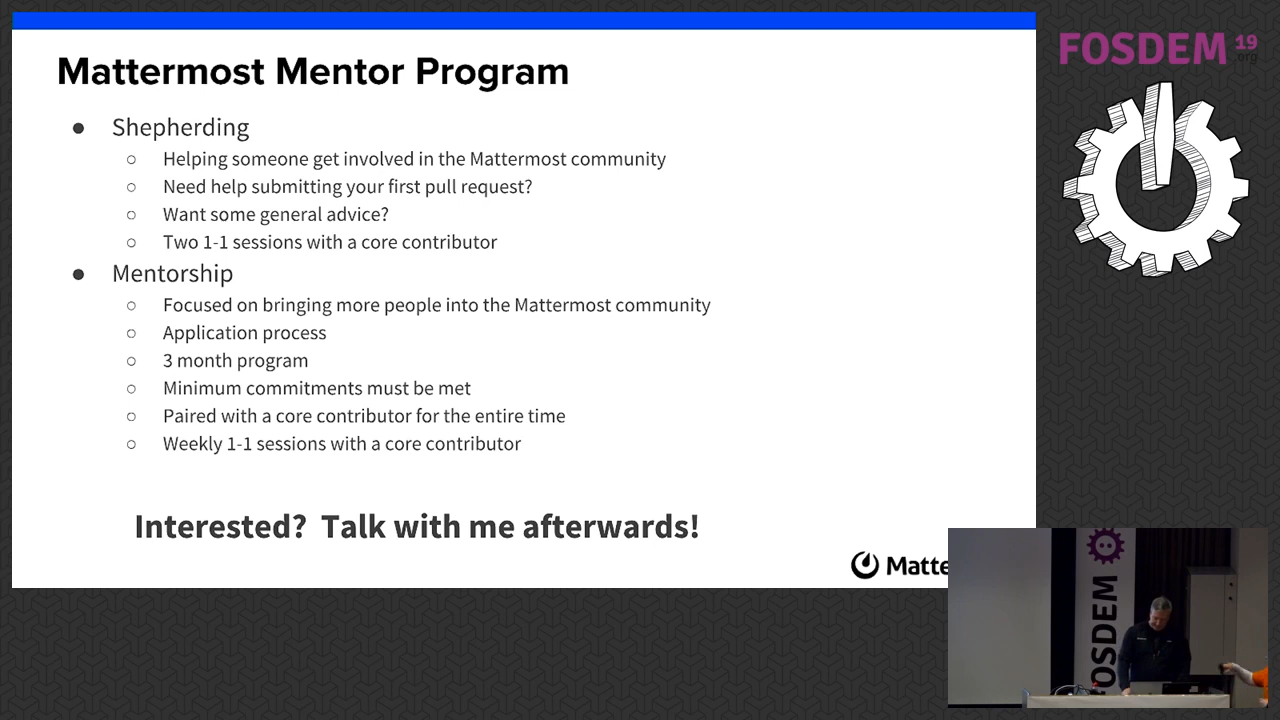 Mattermost Mentor Program
FOSDEM 19
.org
● Shepherding
○ Helping someone get involved in the Mattermost community
○ Need help submitting your first pull request?
○ Want some general advice?
○ Two 1-1 sessions with a core contributor
● Mentorship
○ Focused on bringing more people into the Mattermost community
○ Application process
○ 3 month program
○ Minimum commitments must be met
○ Paired with a core contributor for the entire time
○ Weekly 1-1 sessions with a core contributor
Interested? Talk with me afterwards!
Matte
FOSDEM